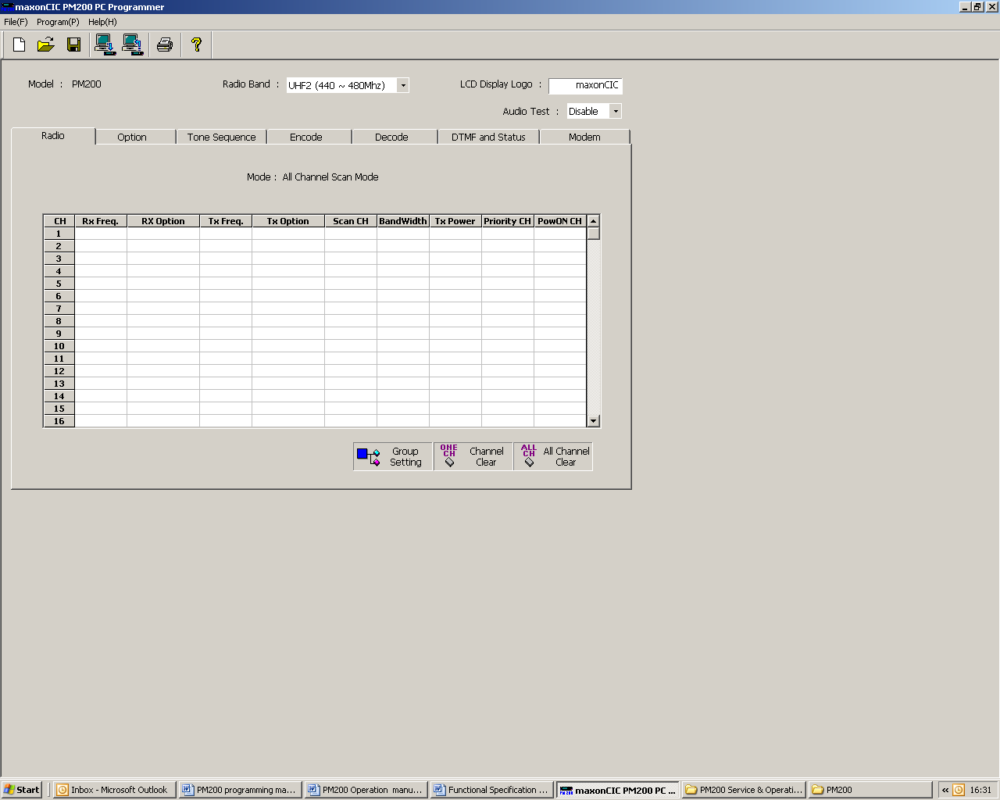 maxonCIC PM200 PC Programmer
File(F) Program(P) Help(H)
Model : PM200 Radio Band : UHF2 (440 ~ 480Mhz) LCD Display Logo : maxonCIC
Audio Test : Disable
Radio Option Tone Sequence Encode Decode DTMF and Status Modem
Mode : All Channel Scan Mode
CH Rx Freq. RX Option Tx Freq. Tx Option Scan CH BandWidth Tx Power Priority CH PowON CH
1
2
3
4
5
6
7
8
9
10
11
12
13
14
15
16
Group Setting
ONE CH Channel Clear
ALL CH All Channel Clear
Start Inbox - Microsoft Outlook PM200 programming ma... PM200 Operation manu... Functional Specification ... maxonCIC PM200 PC ... PM200 Service & Operati... PM200 « 16:31